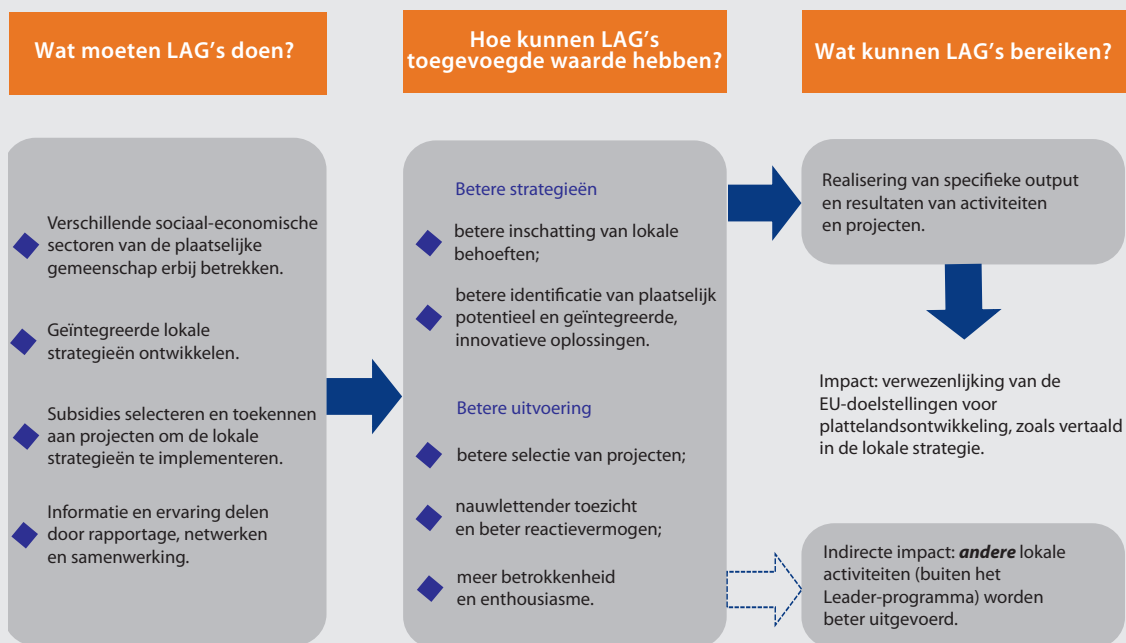 Wat moeten LAG's doen?
Verschillende sociaal-economische
sectoren van de plaatselijke
gemeenschap erbij betrekken.
Geïntegreerde lokale
strategieën ontwikkelen.
Subsidies selecteren en toekennen
aan projecten om de lokale
strategieën te implementeren.
Informatie en ervaring delen
door rapportage, netwerken
en samenwerking.
Hoe kunnen LAG's
toegevoegde waarde hebben?
Betere strategieën
betere inschatting van lokale
behoeften;
betere identificatie van plaatselijk
potentieel en geïntegreerde,
innovatieve oplossingen.
Betere uitvoering
betere selectie van projecten;
nauwlettender toezicht
en beter reactievermogen;
meer betrokkenheid
en enthousiasme.
Wat kunnen LAG's bereiken?
Realisering van specifieke output
en resultaten van activiteiten
en projecten.
Impact: verwezenlijking van de
EU-doelstellingen voor
plattelandsontwikkeling, zoals vertaald
in de lokale strategie.
Indirecte impact: andere lokale
activiteiten (buiten het
Leader-programma) worden
beter uitgevoerd.